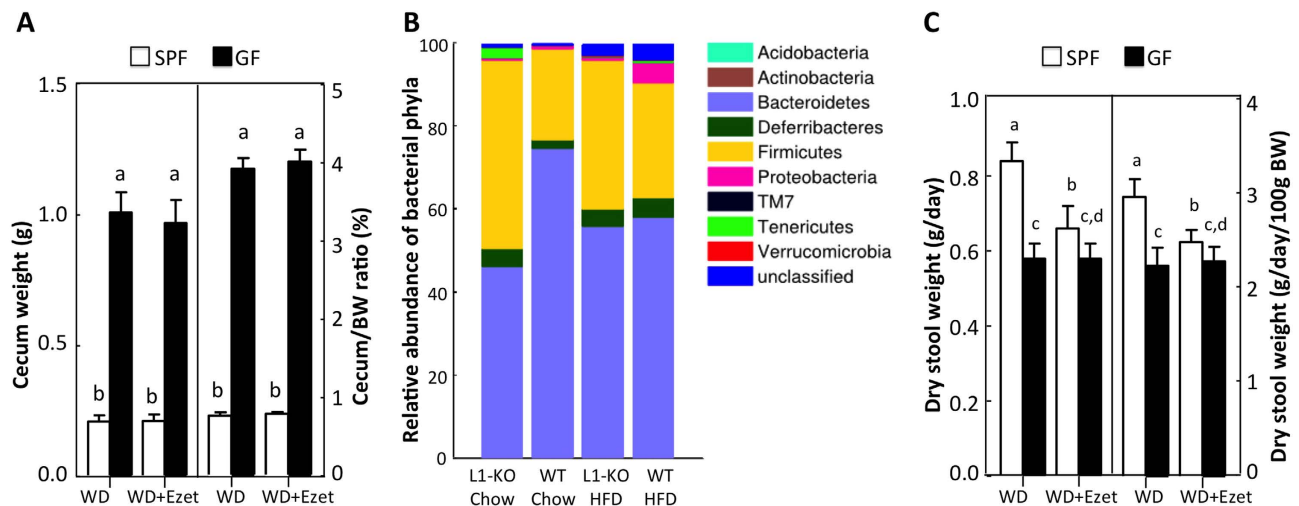 A
SPF GF
Cecum weight (g)
1.5
1.0
0.5
0.0
a a a a
b b b b
5
4
3
2
1
0
Cecum/BW ratio (%)
WD WD+Ezet WD WD+Ezet
B
Relative abundance of bacterial phyla
100
80
60
40
20
0
L1-KO Chow
WT Chow
L1-KO HFD
WT HFD
Acidobacteria
Actinobacteria
Bacteroidetes
Deferribacteres
Firmicutes
Proteobacteria
TM7
Tenericutes
Verrucomicrobia
unclassified
C
SPF GF
Dry stool weight (g/day)
1.0
0.8
0.6
0.4
0.2
0.0
a c b c,d a c b c,d
4
3
2
1
0
Dry stool weight (g/day/100g BW)
WD WD+Ezet WD WD+Ezet